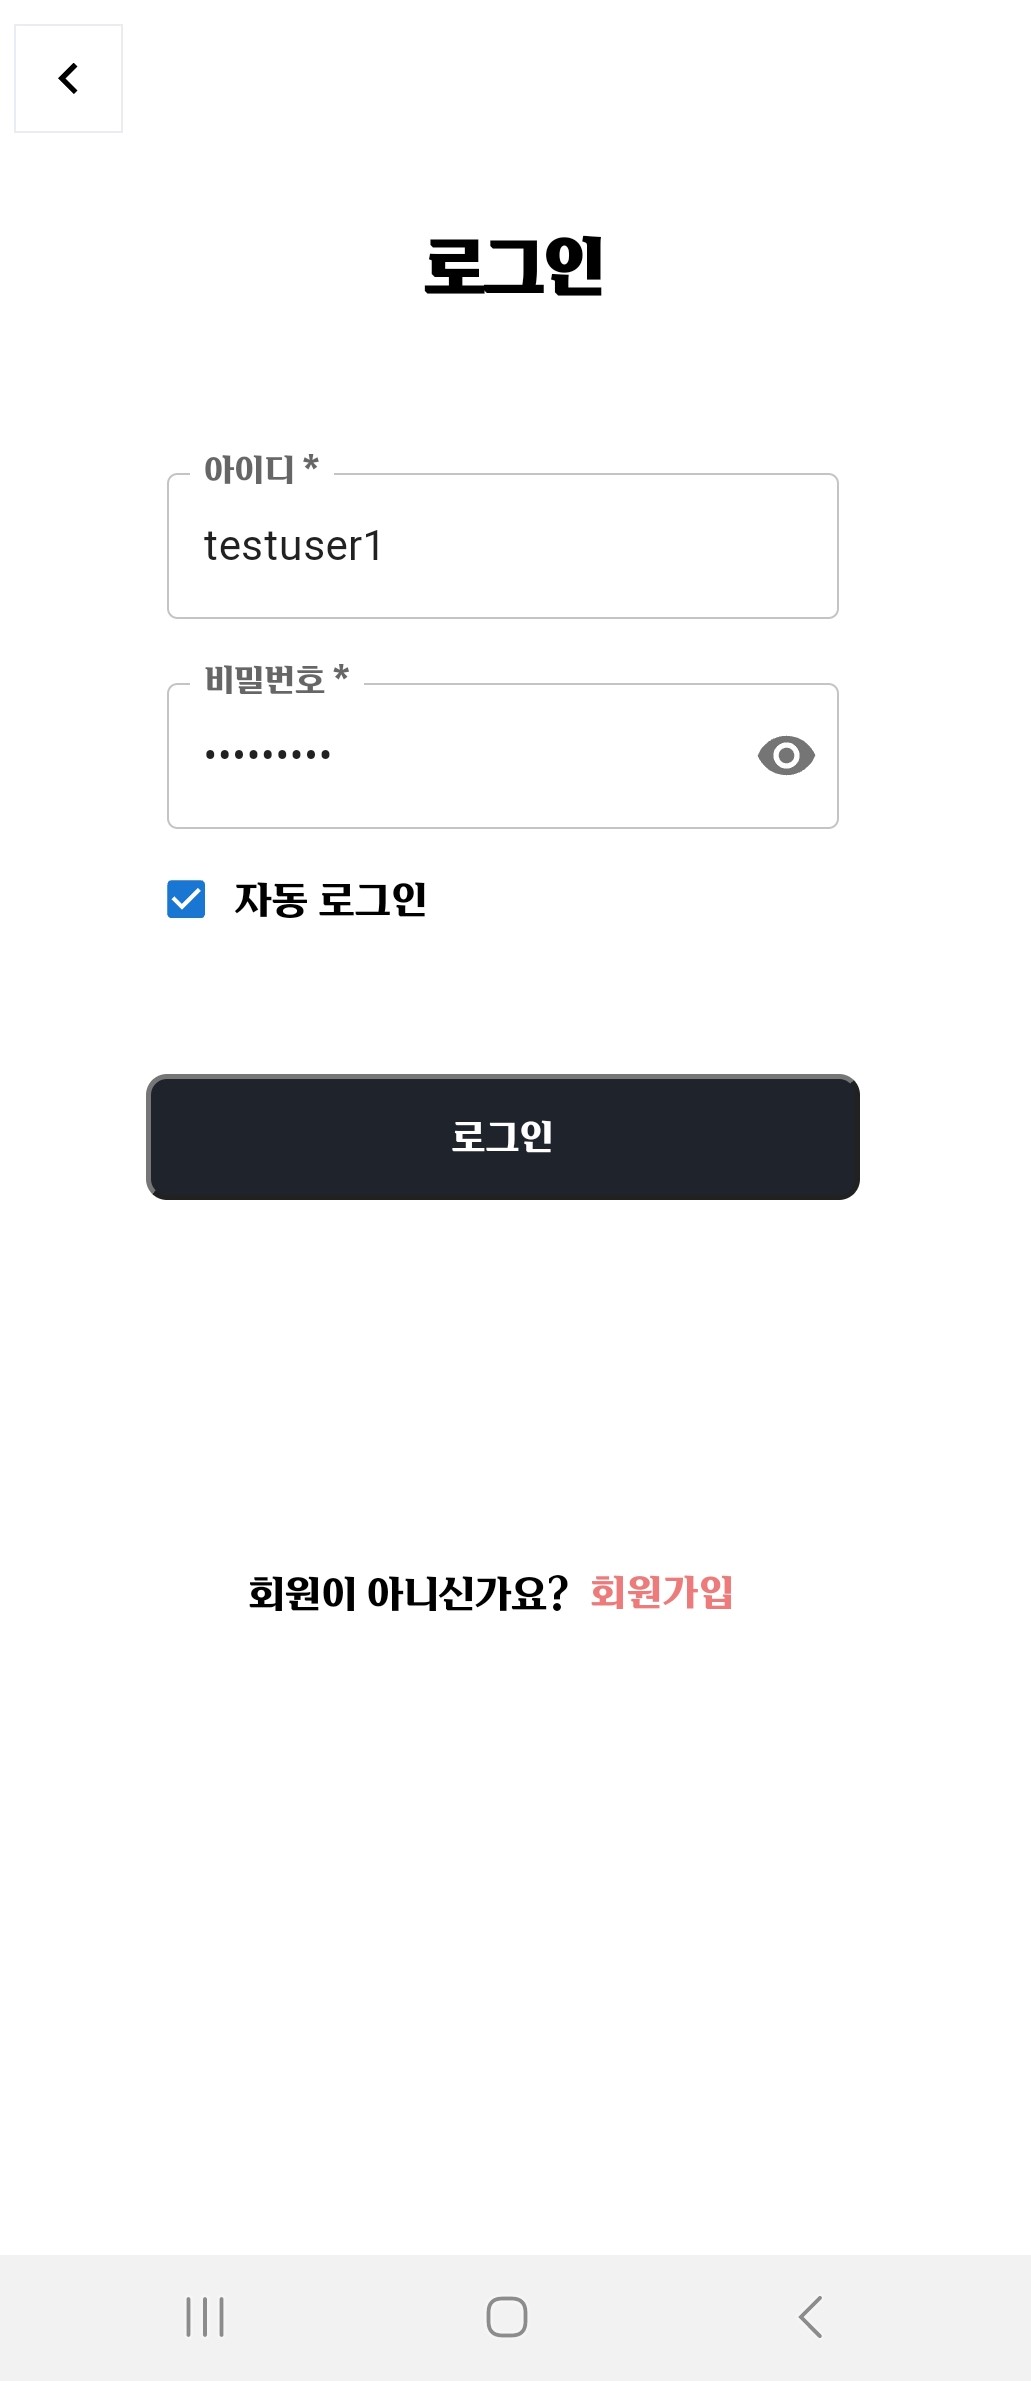 로그인
아이디 *
testuser1
비밀번호 *
•••••••••
자동 로그인
로그인
회원이 아니신가요? 회원가입